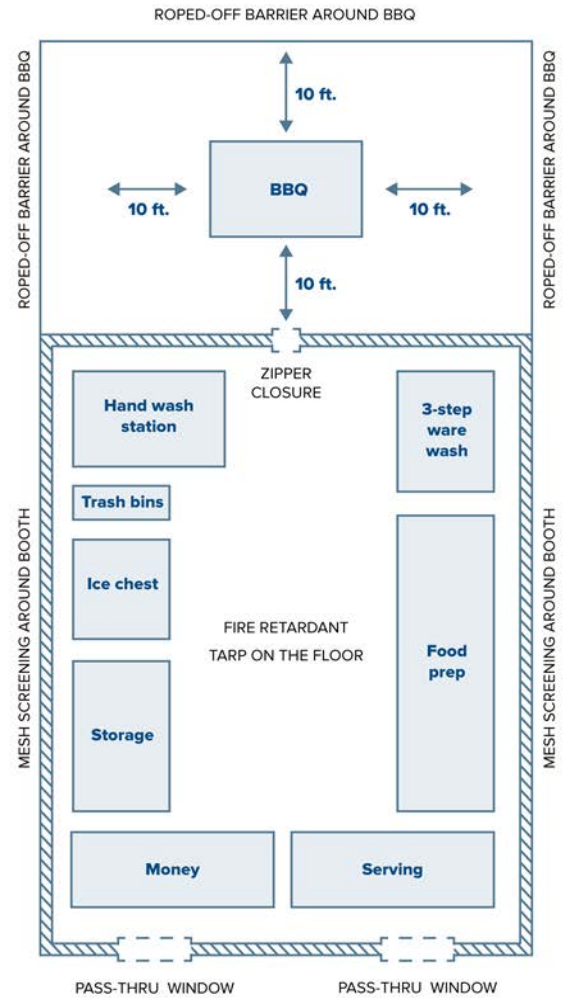 ROPED-OFF BARRIER AROUND BBQ
ROPED-OFF BARRIER AROUND BBQ
ROPED-OFF BARRIER AROUND BBQ
10 ft.
BBQ
10 ft.
10 ft.
10 ft.
ZIPPER
CLOSURE
Hand wash
station
3-step
ware
wash
Trash bins
Ice chest
MESH SCREENING AROUND BOOTH
MESH SCREENING AROUND BOOTH
FIRE RETARDANT
TARP ON THE FLOOR
Food
prep
Storage
Money
Serving
PASS-THRU WINDOW
PASS-THRU WINDOW